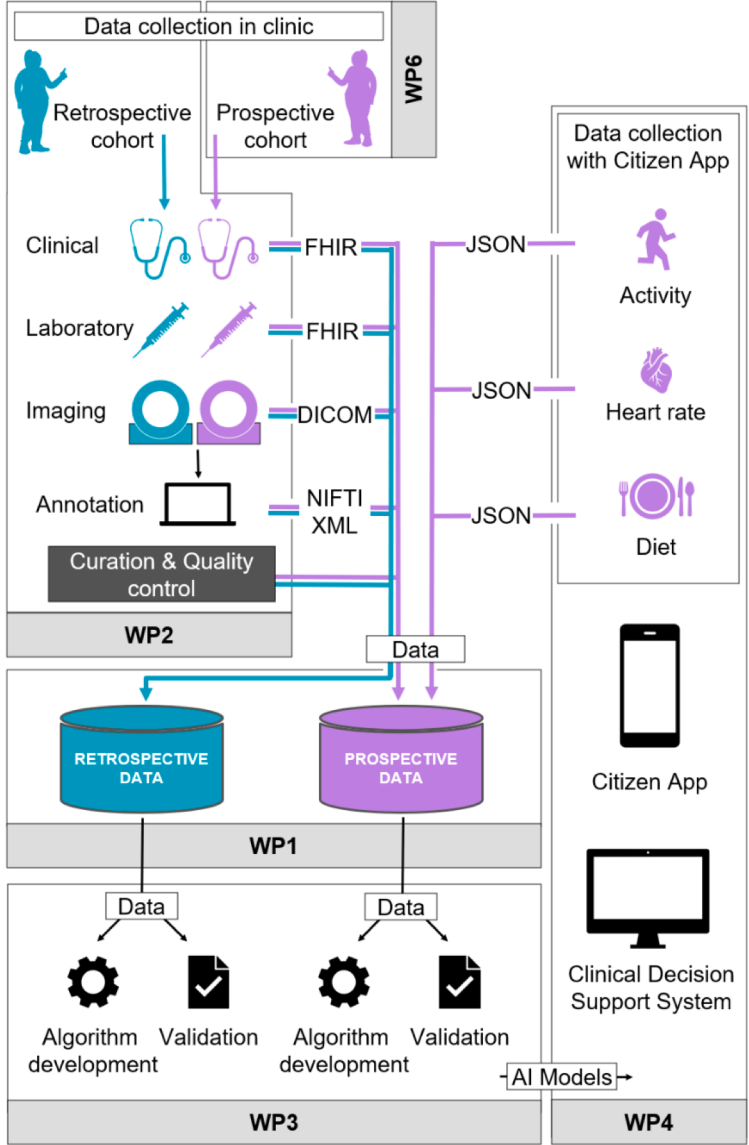 Data collection in clinic
WP6
Retrospective
cohort
Prospective
cohort
Data collection
with Citizen App
Clinical
FHIR
JSON
Activity
Laboratory
FHIR
JSON
Heart rate
Imaging
DICOM
Annotation
NIFTI
XML
JSON
Diet
Curation & Quality
control
WP2
Data
RETROSPECTIVE
DATA
PROSPECTIVE
DATA
Citizen App
WP1
Data
Data
Clinical Decision
Support System
Algorithm
development
Validation
Algorithm
development
Validation
AI Models
WP3
WP4